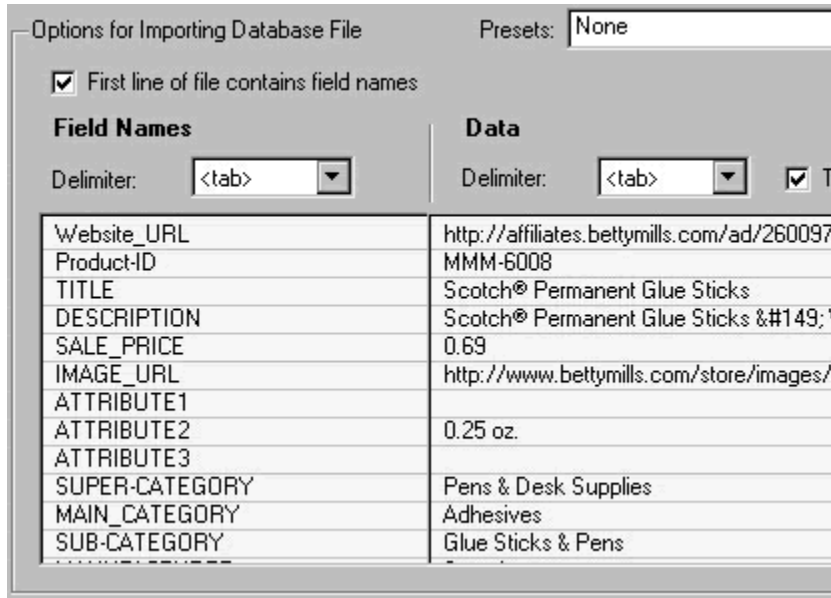 Options for Importing Database File Presets: None
First line of file contains field names
Field Names Data
Delimiter: <tab> Delimiter: <tab> T
Website_URL http://affiliates.bettymills.com/ad/260097
Product-ID MMM-6008
TITLE Scotch® Permanent Glue Sticks
DESCRIPTION Scotch® Permanent Glue Sticks &#149;
SALE_PRICE 0.69
IMAGE_URL http://www.bettymills.com/store/images/
ATTRIBUTE1
ATTRIBUTE2 0.25 oz.
ATTRIBUTE3
SUPER-CATEGORY Pens & Desk Supplies
MAIN_CATEGORY Adhesives
SUB-CATEGORY Glue Sticks & Pens